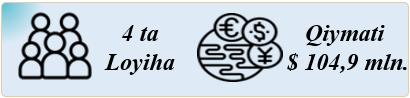 4 ta
Loyiha
Qiymati
$ 104,9 mln.